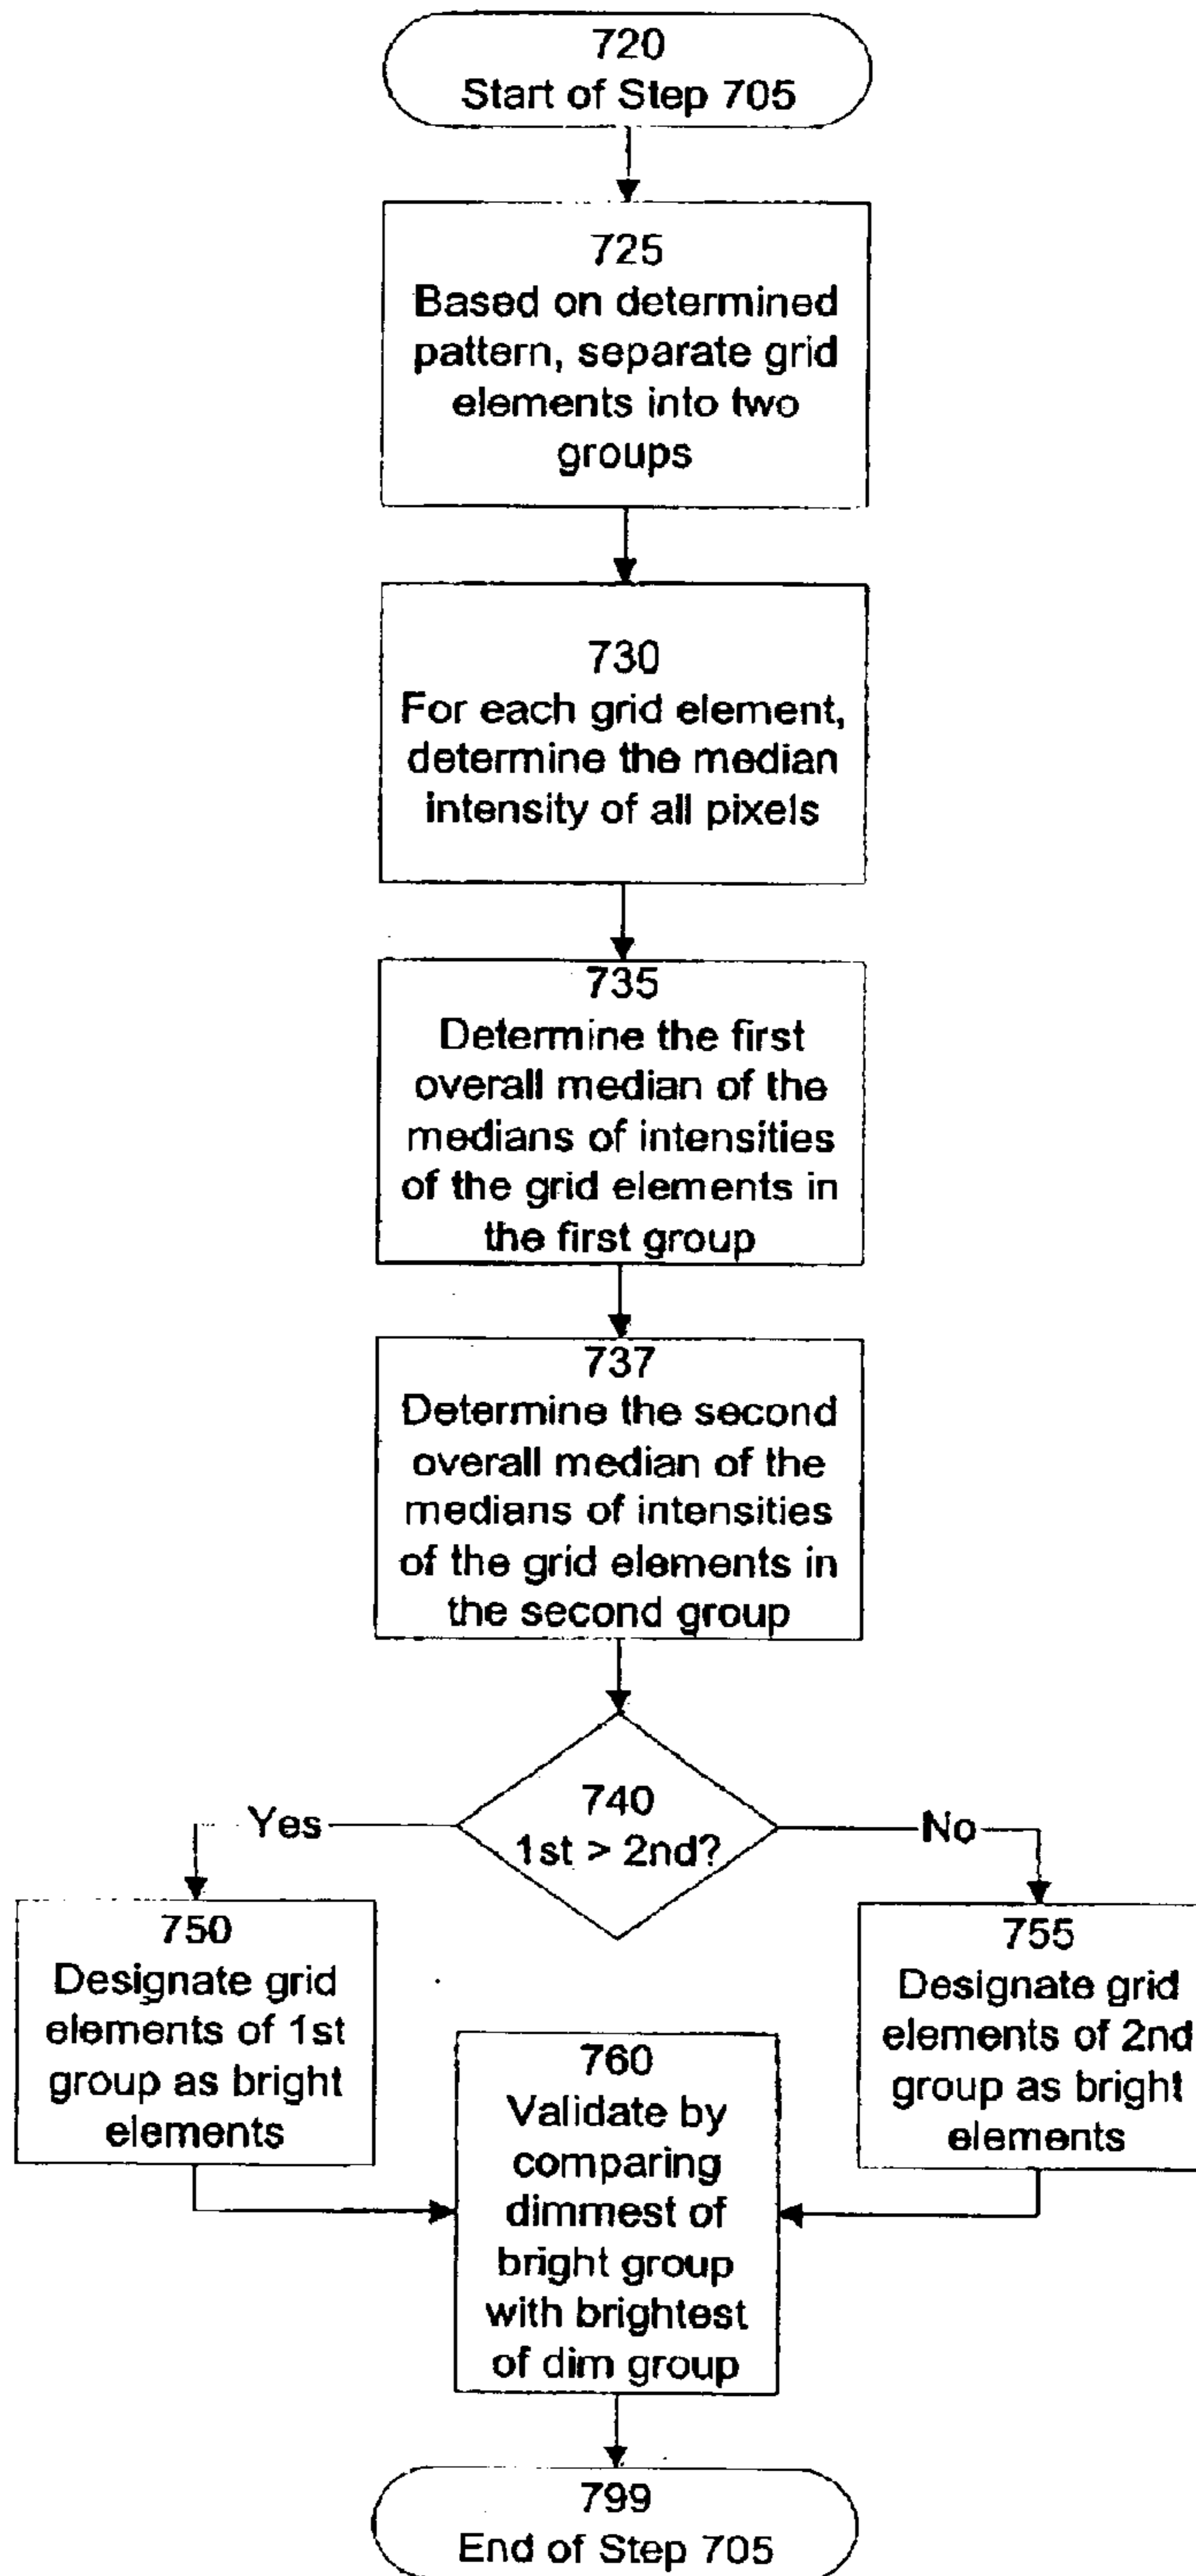 720
Start of Step 705
725
Based on determined
pattern, separate grid
elements into two
groups
730
For each grid element,
determine the median
intensity of all pixels
735
Determine the first
overall median of the
medians of intensities
of the grid elements in
the first group
737
Determine the second
overall median of the
medians of intensities
of the grid elements in
the second group
740
1st > 2nd?
Yes
No
750
Designate grid
elements of 1st
group as bright
elements
755
Designate grid
elements of 2nd
group as bright
elements
760
Validate by
comparing
dimmest of
bright group
with brightest
of dim group
799
End of Step 705